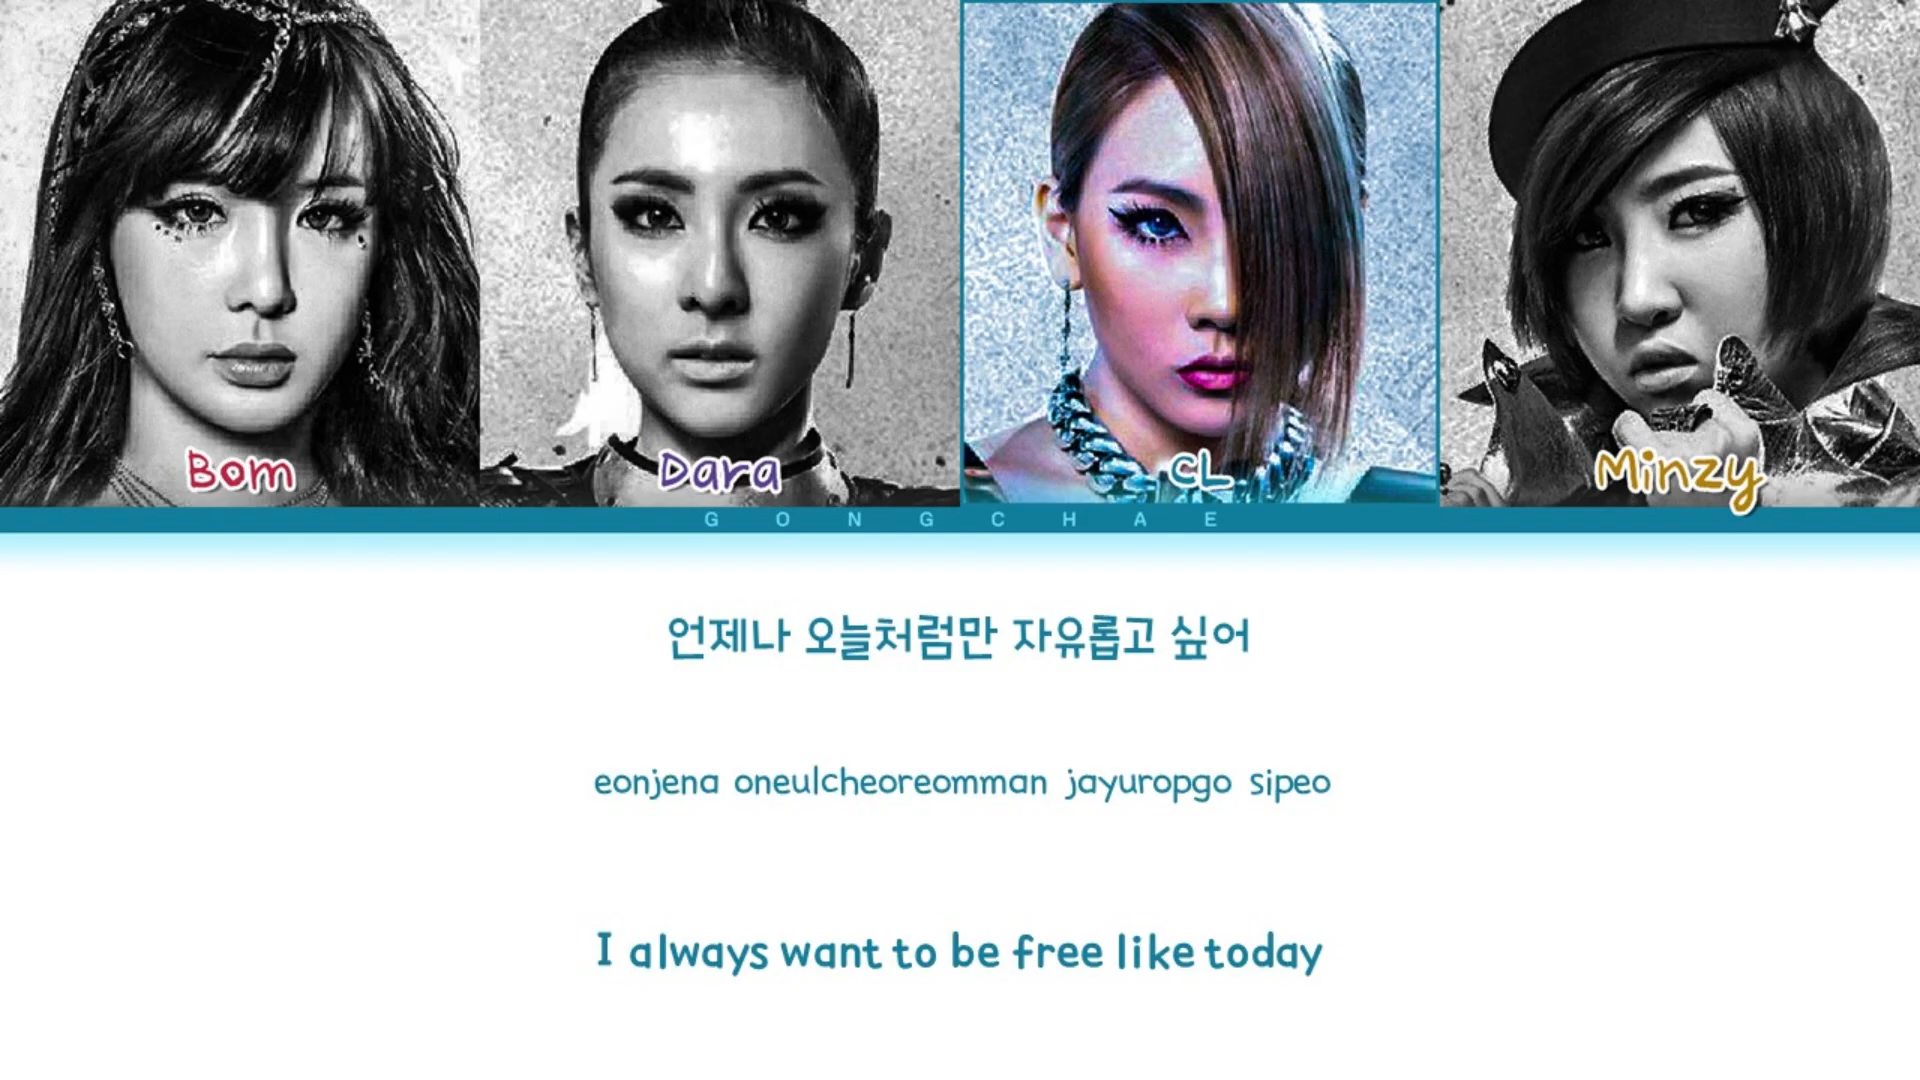 Bom
Dara
CL
Minzy
GONGCHAE
언제나 오늘처럼만 자유롭고 싶어
eonjena oneulcheoreomman jayuropgo sipeo
I always want to be free like today